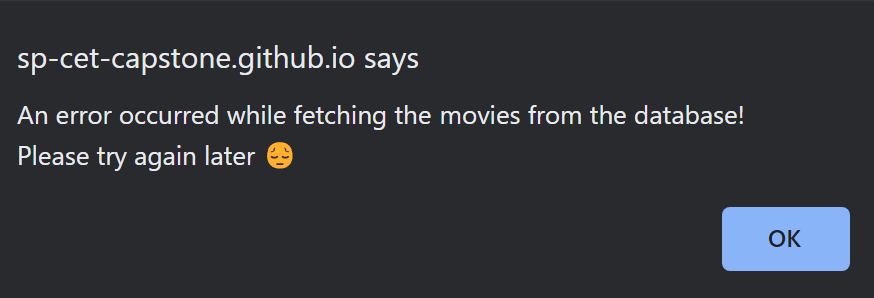 sp-cet-capstone.github.io says
An error occurred while fetching the movies from the database!
Please try again later 😔
OK